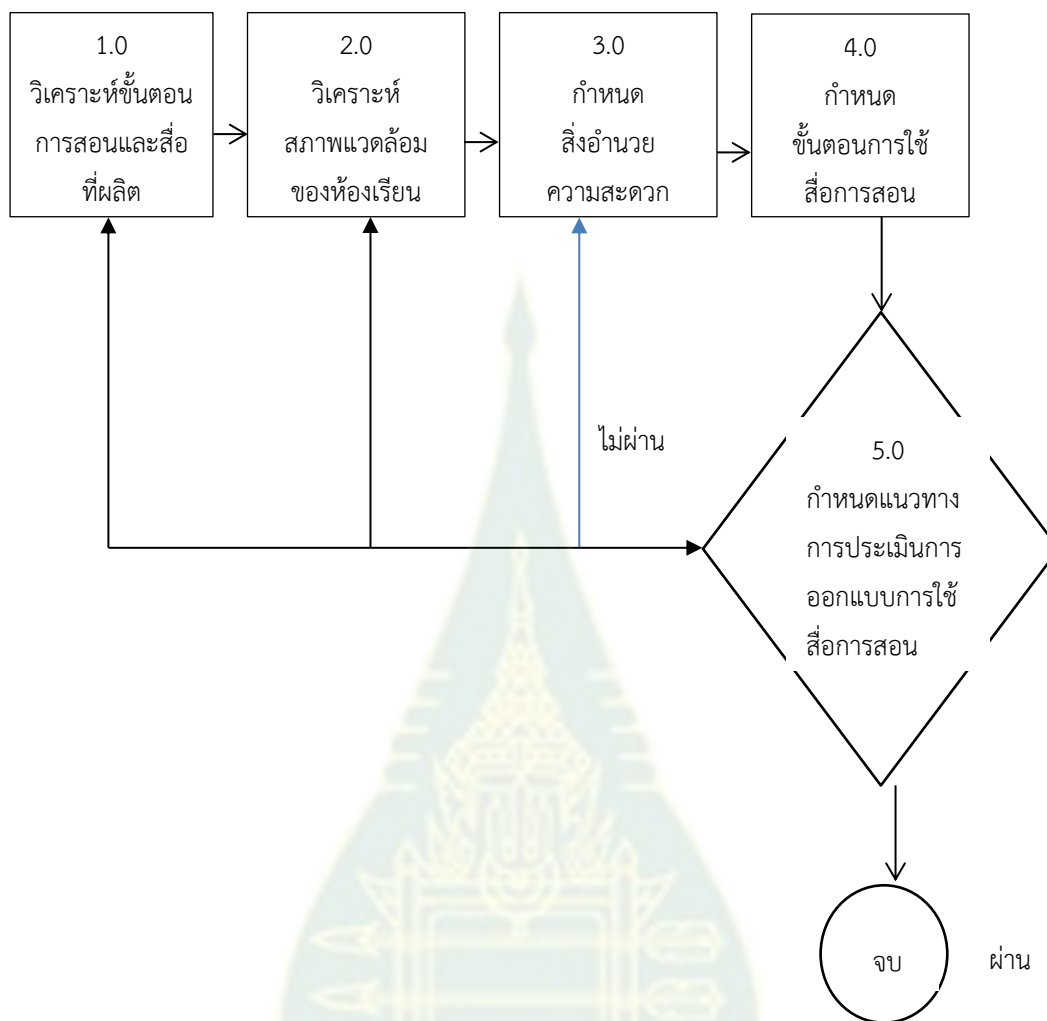 1.0
วิเคราะห์ขั้นตอน
การสอนและสื่อ
ที่ผลิต
2.0
วิเคราะห์
สภาพแวดล้อม
ของห้องเรียน
3.0
กำหนด
สิ่งอำนวย
ความสะดวก
4.0
กำหนด
ขั้นตอนการใช้
สื่อการสอน
ไม่ผ่าน
5.0
กำหนดแนวทาง
การประเมินการ
ออกแบบการใช้
สื่อการสอน
จบ
ผ่าน